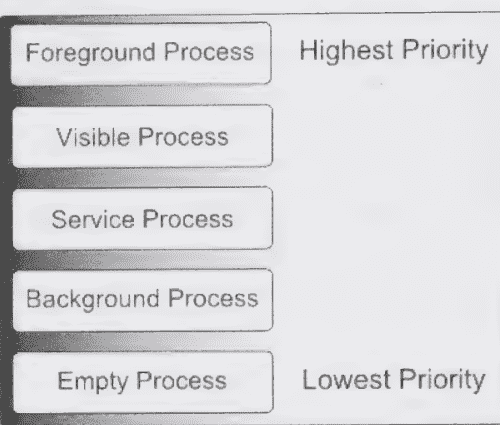 Foreground Process Highest Priority
Visible Process
Service Process
Background Process
Empty Process Lowest Priority